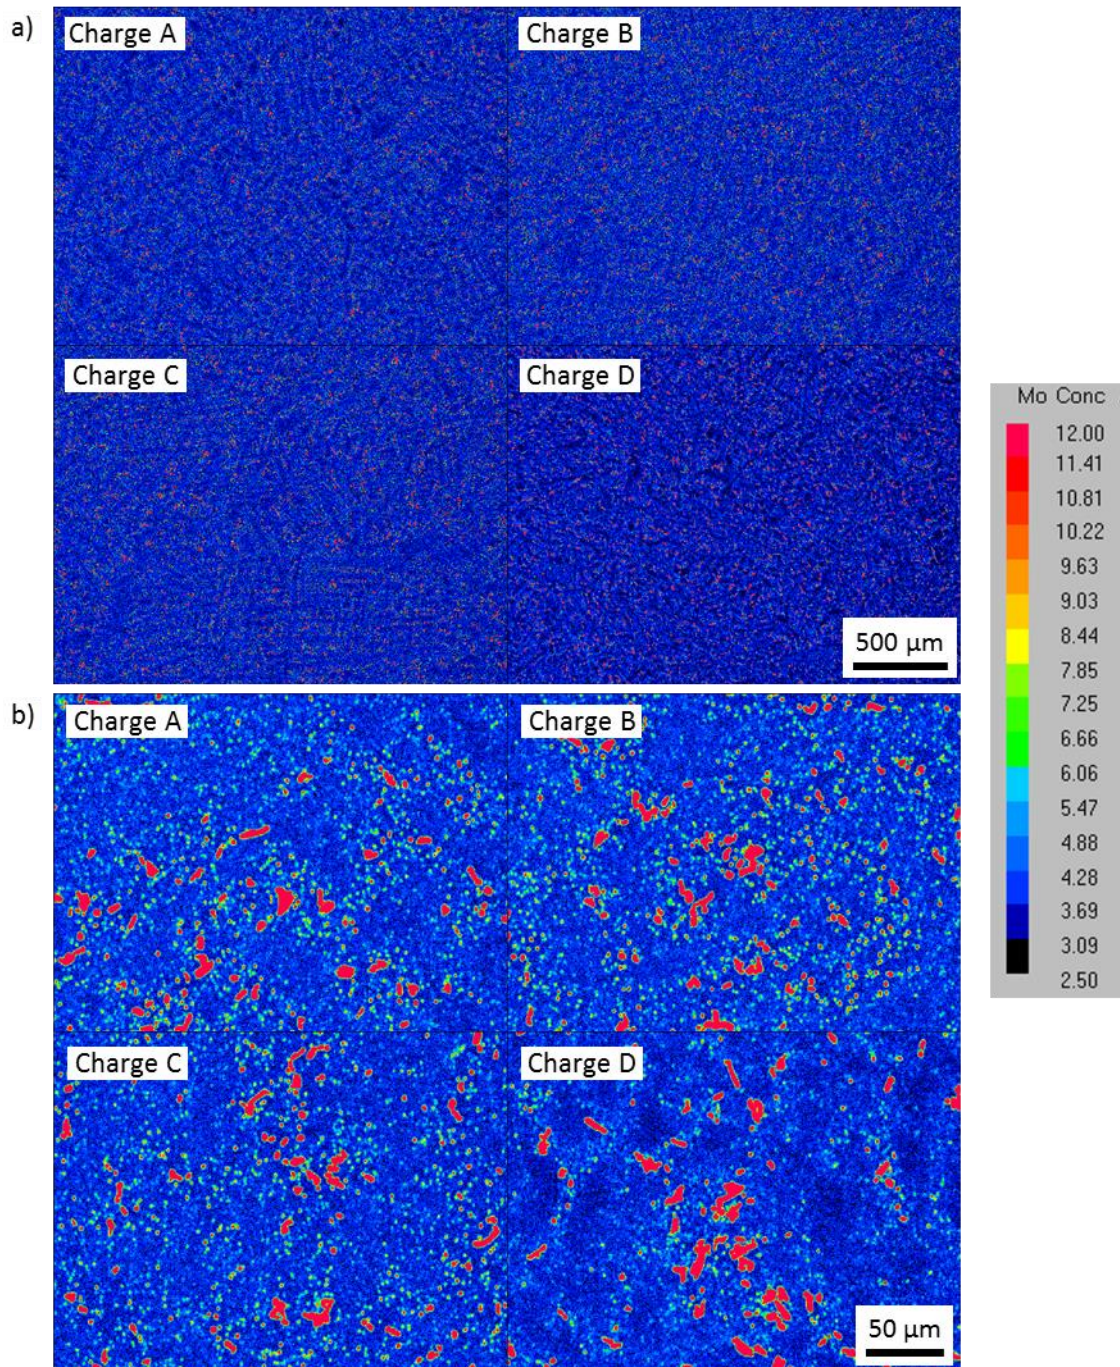 a)
Charge A
Charge B
Charge C
Charge D
500 µm
b)
Charge A
Charge B
Charge C
Charge D
50 µm
Mo Conc
12.00
11.41
10.81
10.22
9.63
9.03
8.44
7.85
7.25
6.66
6.06
5.47
4.88
4.28
3.69
3.09
2.50